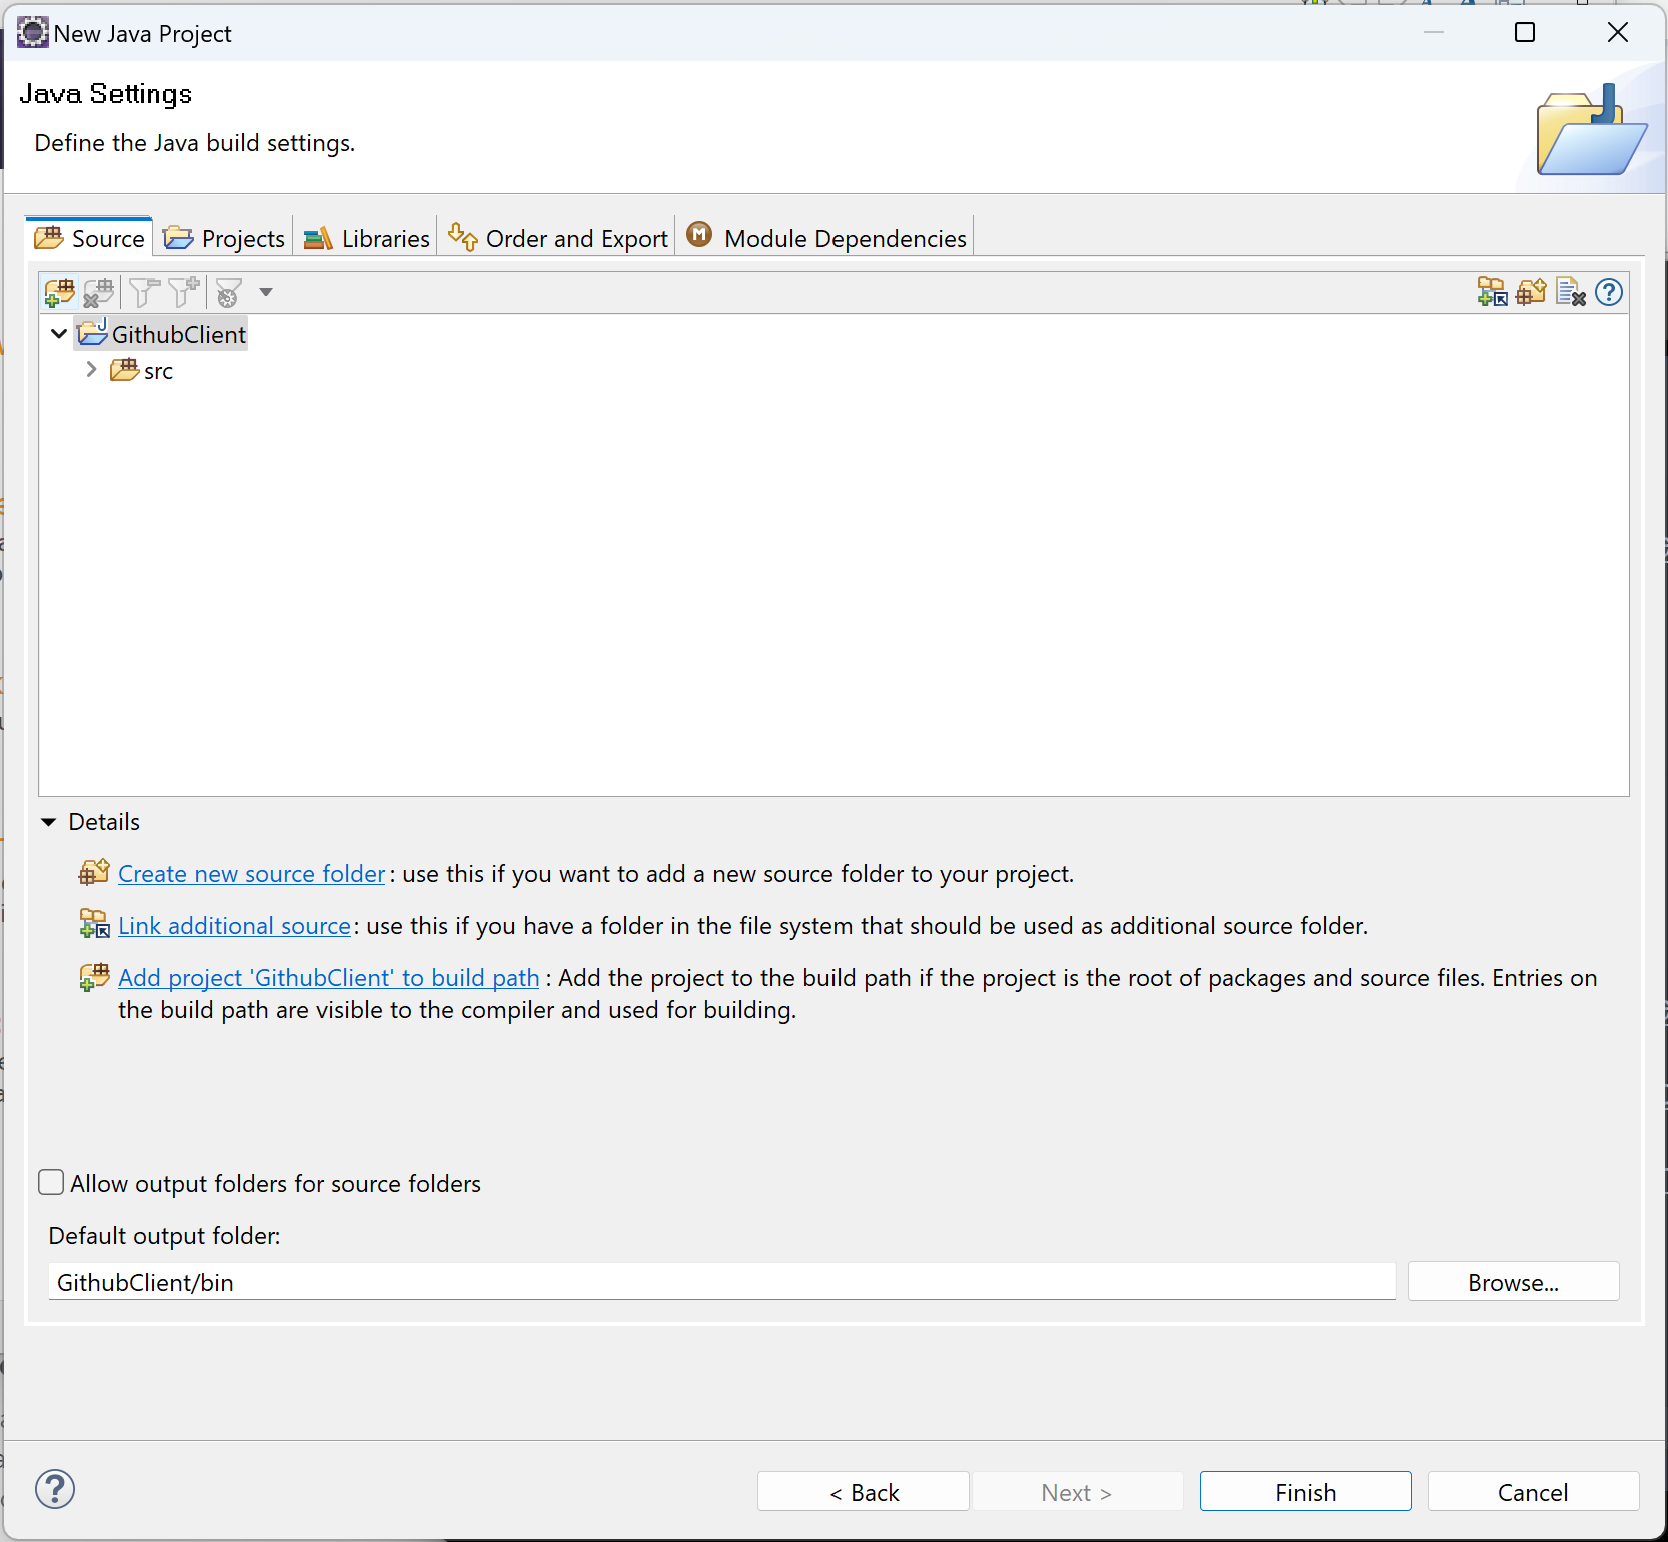 New Java Project
Java Settings
Define the Java build settings.
Source
Projects
Libraries
Order and Export
Module Dependencies
GithubClient
src
Details
Create new source folder: use this if you want to add a new source folder to your project.
Link additional source: use this if you have a folder in the file system that should be used as additional source folder.
Add project 'GithubClient' to build path : Add the project to the build path if the project is the root of packages and source files. Entries on
the build path are visible to the compiler and used for building.
Allow output folders for source folders
Default output folder:
GithubClient/bin
Browse...
< Back
Next >
Finish
Cancel